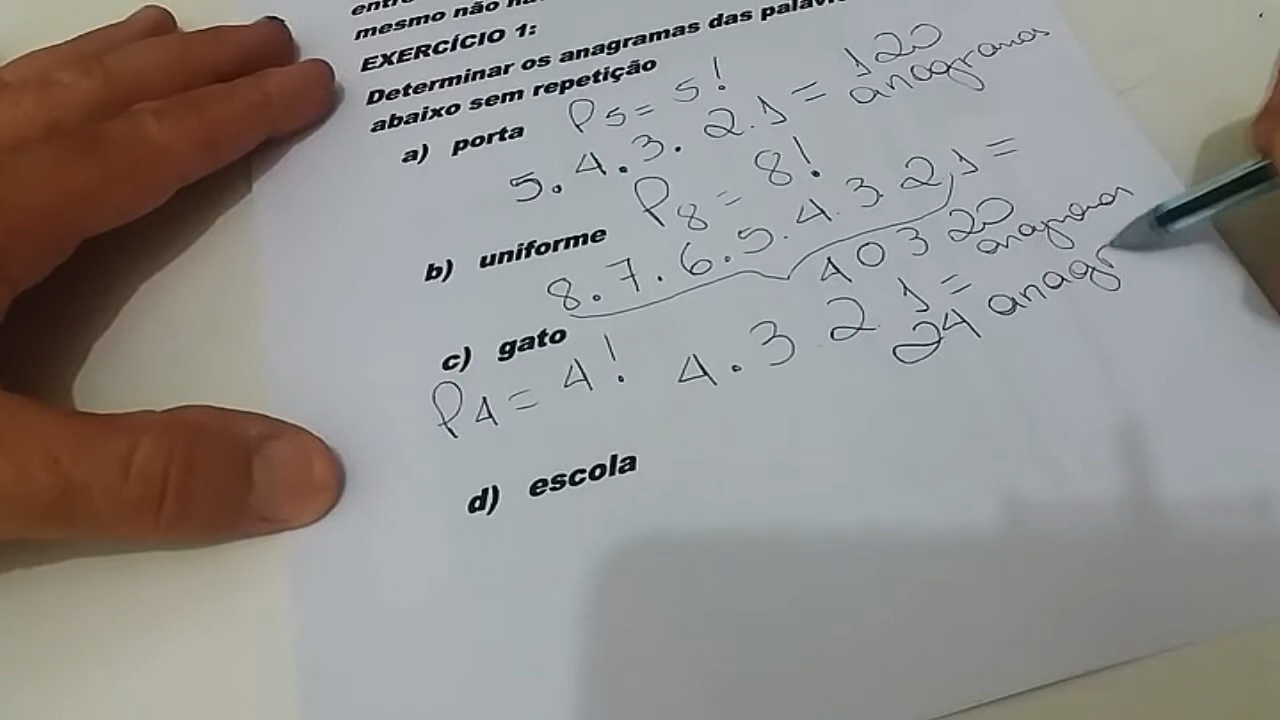 mesmo não
EXERCÍCIO 1:
Determinar os anagramas das
abaixo sem repetição
a) porta P5 = 5!
5.4.3.2.1 = 120
anagramas
b) uniforme P8 = 8!
8.7.6.5.4.3.2.1 =
40320
anagramas
c) gato
P4 = 4! 4.3.2.1 =
24 anagr
d) escola